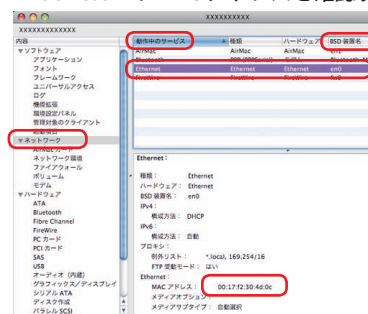 XXXXXXXXXX
XXXXXXXXXXXXX
内容
▼ソフトウェア
アプリケーション
フォント
フレームワーク
ユニバーサルアクセス
ログ
機能拡張
環境設定パネル
管理対象のクライアント
▼ネットワーク
AirMac カード
ネットワーク環境
ファイアウォール
ボリューム
モデム
▼ハードウェア
ATA
Bluetooth
Fibre Channel
FireWire
PC カード
PCI カード
SAS
USB
オーディオ（内蔵）
グラフィックス／ディスプレイ
シリアル ATA
ディスク作成
パラレル SCSI
動作中のサービス 種類 ハードウェア BSD 装置名
AirMac AirMac AirMac en1
Ethernet Ethernet Ethernet en0
FireWire FireWire FireWire
Ethernet：
種類： Ethernet
ハードウェア： Ethernet
BSD 装置名： en0
IPv4：
構成方法： DHCP
IPv6：
構成方法： 自動
プロキシ：
例外リスト： *.local, 169.254/16
FTP 受動モード： はい
Ethernet：
MAC アドレス： 00:17:f2:30:4d:0c
メディアオプション：
メディアサブタイプ： 自動選択